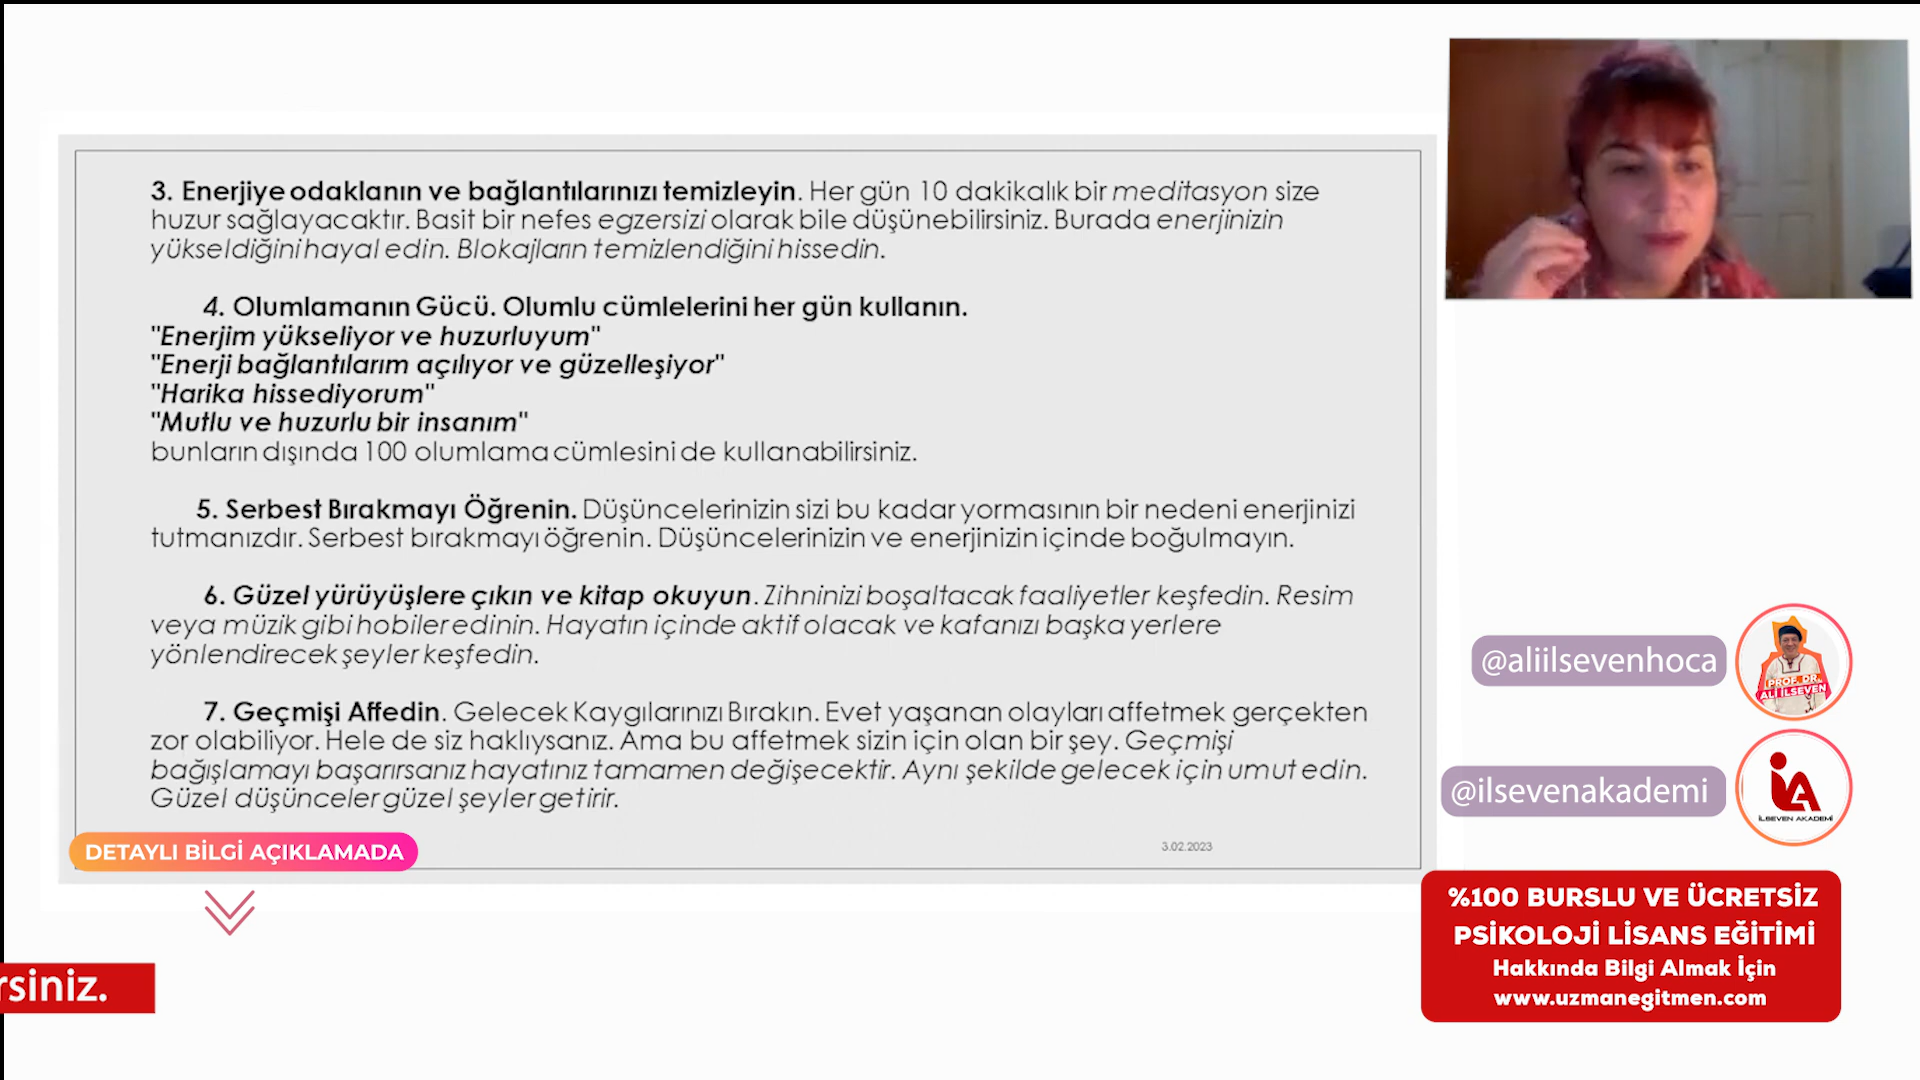 3. Enerjiye odaklanın ve bağlantılarınızı temizleyin. Her gün 10 dakikalık bir meditasyon size
huzur sağlayacaktır. Basit bir nefes egzersizi olarak bile düşünebilirsiniz. Burada enerjinizin
yükseldiğini hayal edin. Blokajların temizlendiğini hissedin.
4. Olumlamanın Gücü. Olumlu cümlelerini her gün kullanın.
"Enerjim yükseliyor ve huzurluyum"
"Enerji bağlantılarım açılıyor ve güzelleşiyor"
"Harika hissediyorum"
"Mutlu ve huzurlu bir insanım"
bunların dışında 100 olumlama cümlesini de kullanabilirsiniz.
5. Serbest Bırakmayı Öğrenin. Düşüncelerinizin sizi bu kadar yormasının bir nedeni enerjinizi
tutmanızdır. Serbest bırakmayı öğrenin. Düşüncelerinizin ve enerjinizin içinde boğulmayın.
6. Güzel yürüyüşlere çıkın ve kitap okuyun. Zihninizi boşaltacak faaliyetler keşfedin. Resim
veya müzik gibi hobiler edinin. Hayatın içinde aktif olacak ve kafanızı başka yerlere
yönlendirecek şeyler keşfedin.
7. Geçmişi Affedin. Gelecek Kaygılarınızı Bırakın. Evet yaşanan olayları affetmek gerçekten
zor olabiliyor. Hele de siz haklıysanız. Ama bu affetmek sizin için olan bir şey. Geçmişi
bağışlamayı başarırsanız hayatınız tamamen değişecektir. Aynı şekilde gelecek için umut edin.
Güzel düşünceler güzel şeyler getirir.
3.02.2023
DETAYLI BİLGİ AÇIKLAMADA
rsiniz.
@aliilsevenhoca
PROF. DR.
ALİ İLSEVEN
@ilsevenakademi
İLSEVEN AKADEMİ
%100 BURSLU VE ÜCRETSİZ
PSİKOLOJİ LİSANS EĞİTİMİ
Hakkında Bilgi Almak İçin
www.uzmanegitmen.com